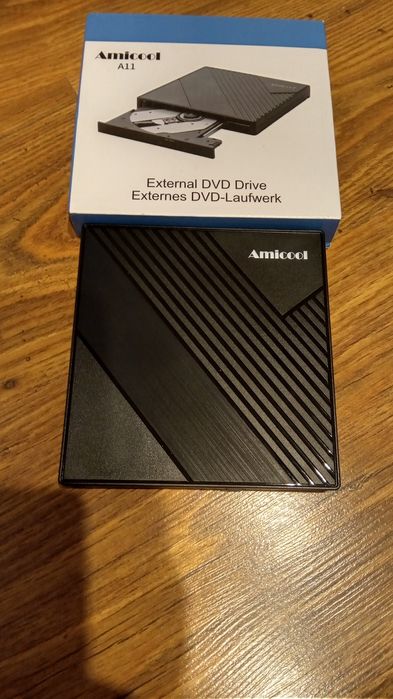 Amicool
A11
External DVD Drive
Externes DVD-Laufwerk
Amicool